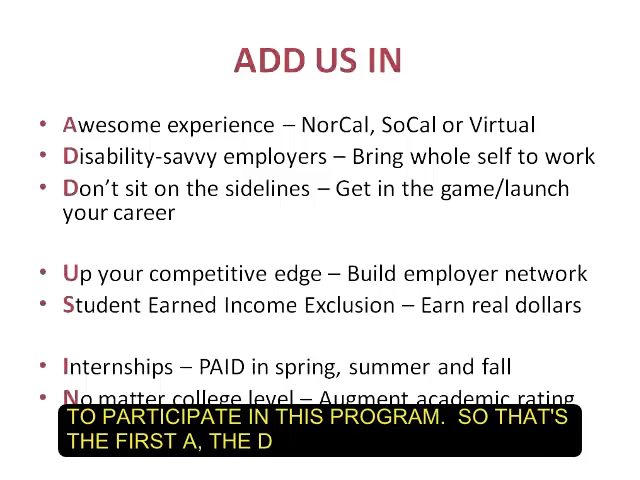 ADD US IN
• Awesome experience – NorCal, SoCal or Virtual
• Disability-savvy employers – Bring whole self to work
• Don't sit on the sidelines – Get in the game/launch
your career
• Up your competitive edge – Build employer network
• Student Earned Income Exclusion – Earn real dollars
• Internships – PAID in spring, summer and fall
• No matter college level – Augment academic rating
TO PARTICIPATE IN THIS PROGRAM.  SO THAT'S
THE FIRST A, THE D